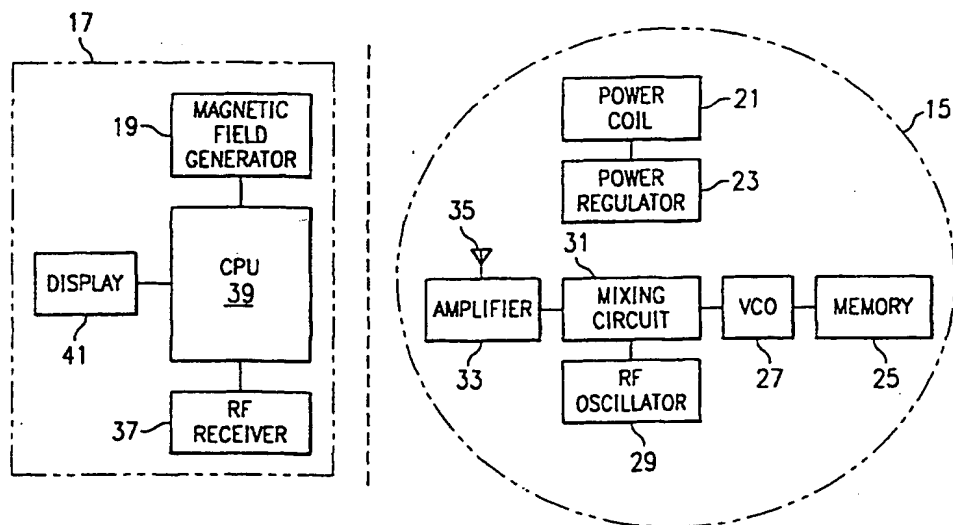 17
19
MAGNETIC
FIELD
GENERATOR
DISPLAY
41
CPU
39
37
RF
RECEIVER
POWER
COIL
21
15
POWER
REGULATOR
23
35
31
AMPLIFIER
33
MIXING
CIRCUIT
VCO
27
MEMORY
25
RF
OSCILLATOR
29